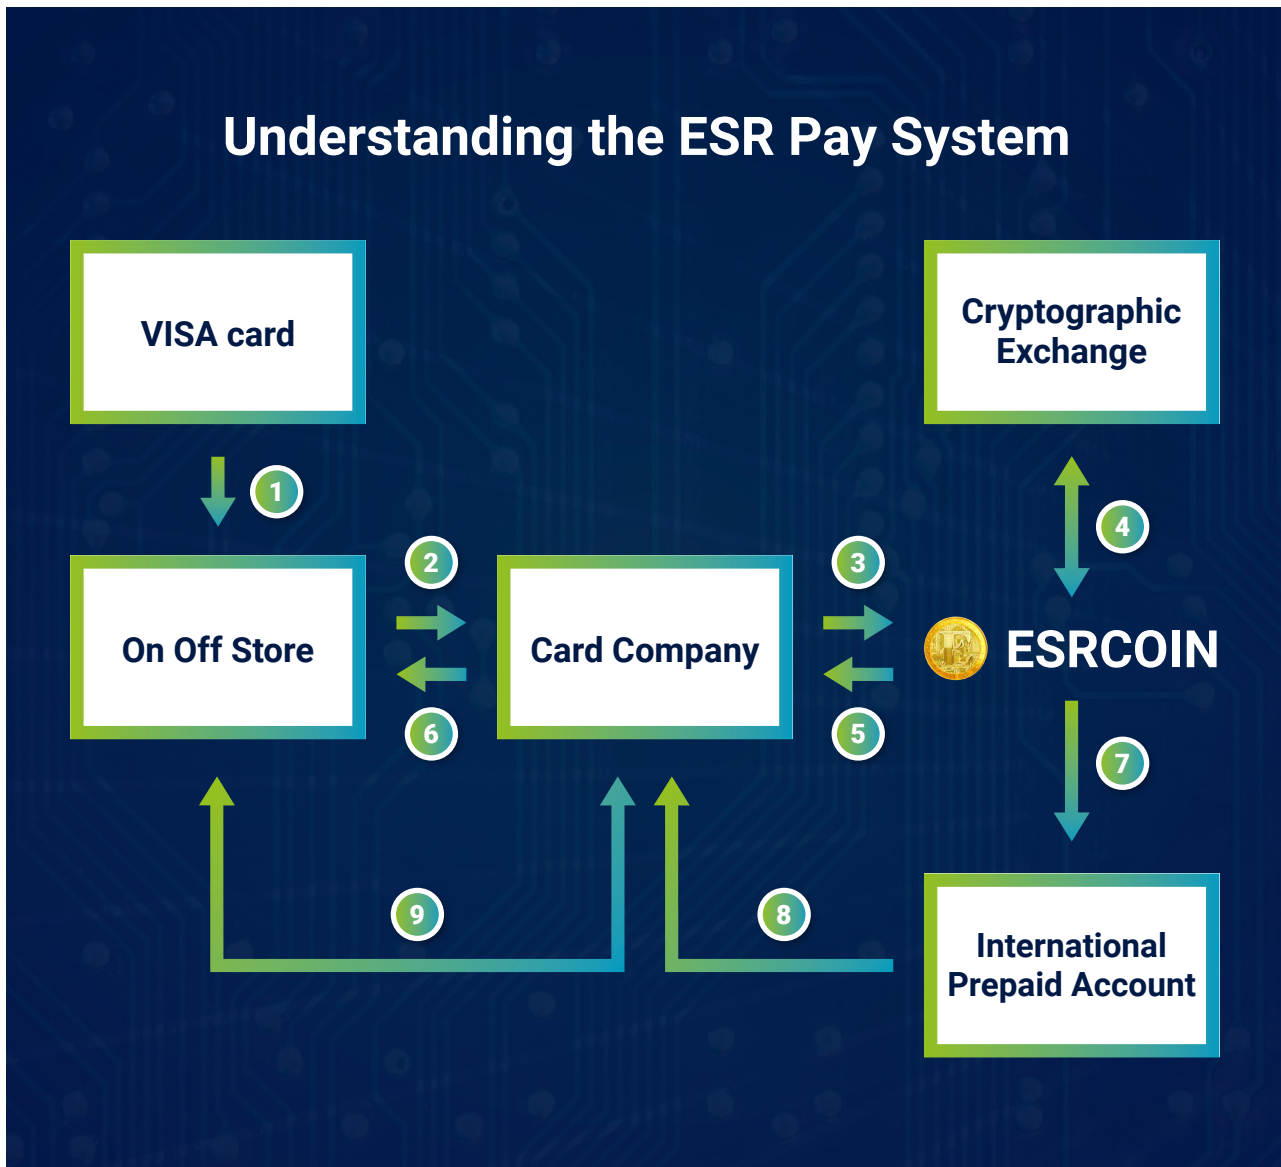 Understanding the ESR Pay System
VISA card
Cryptographic
Exchange
1
4
2
3
On Off Store
Card Company
ESRCOIN
6
5
7
9
8
International
Prepaid Account